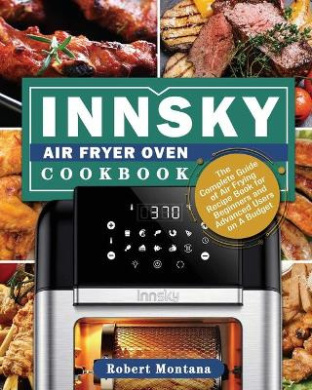 INNSKY
AIR FRYER OVEN
COOKBOOK
The
Complete Guide
of Air Frying
Recipe Book for
Beginners and
Advanced Users
on A Budget
0370
innsky
Robert Montana